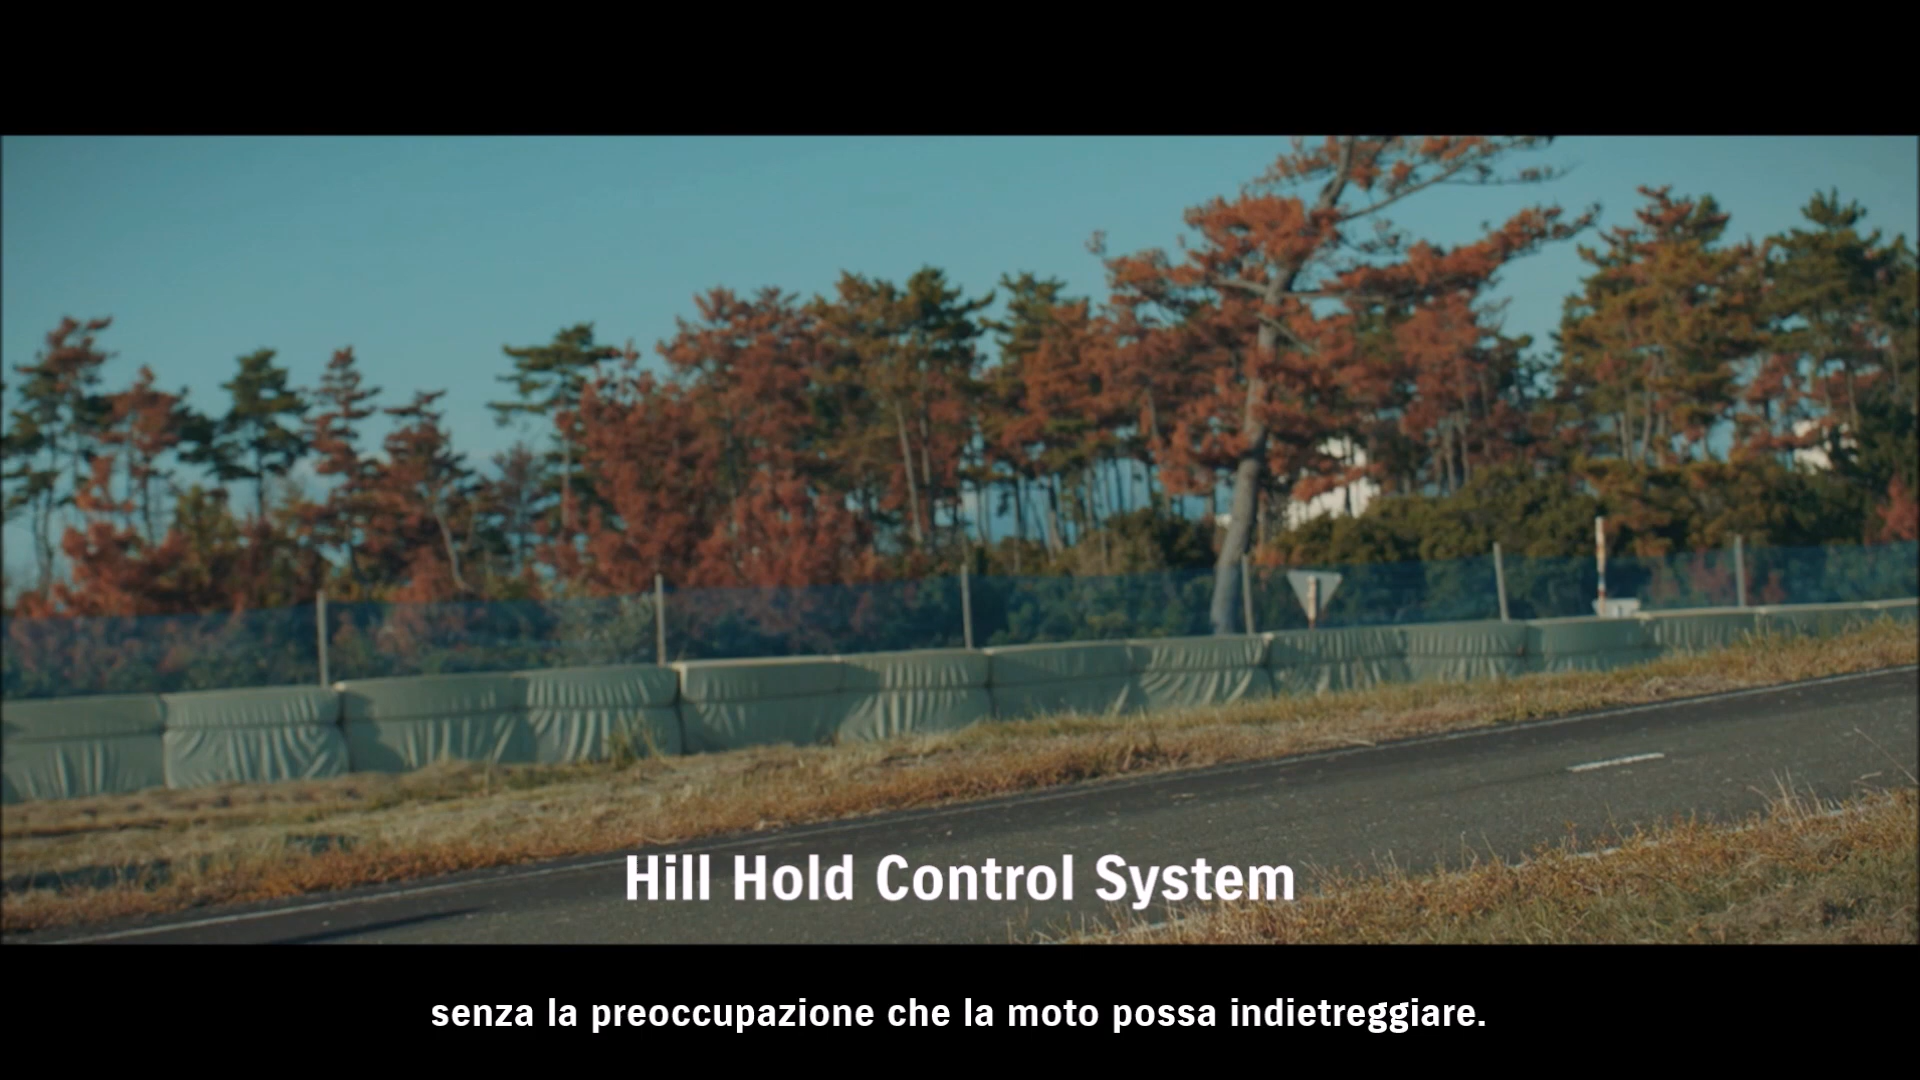 Hill Hold Control System
senza la preoccupazione che la moto possa indietreggiare.